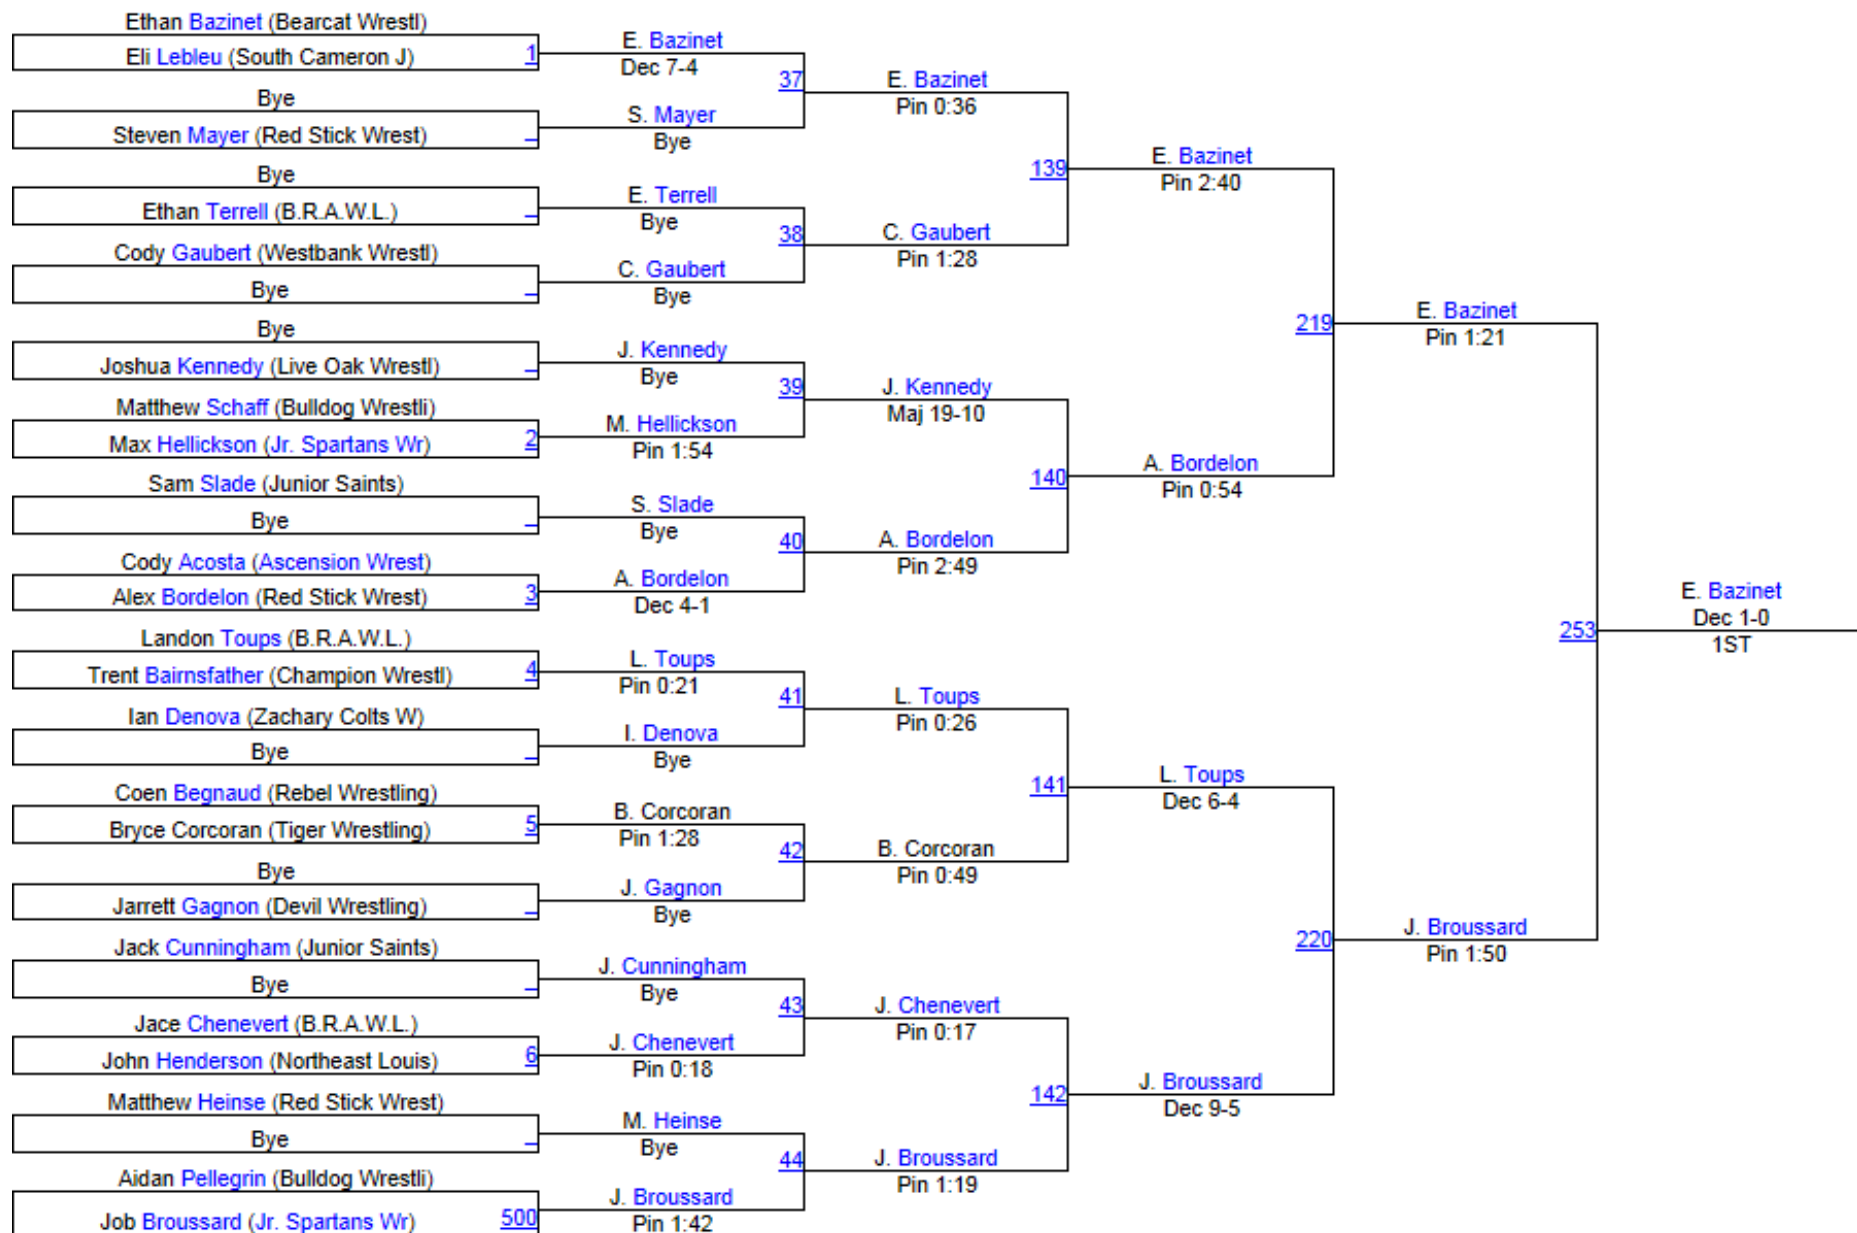 Ethan Bazinet (Bearcat Wrestl)
Eli Lebleu (South Cameron J) 1
Bye
Steven Mayer (Red Stick Wrest)
Bye
Ethan Terrell (B.R.A.W.L.)
Cody Gaubert (Westbank Wrestl)
Bye
Bye
Joshua Kennedy (Live Oak Wrestl)
Matthew Schaff (Bulldog Wrestli)
Max Hellickson (Jr. Spartans Wr) 2
Sam Slade (Junior Saints)
Bye
Cody Acosta (Ascension Wrest)
Alex Bordelon (Red Stick Wrest) 3
Landon Toups (B.R.A.W.L.)
Trent Bairnsfather (Champion Wrestl) 4
Ian Denova (Zachary Colts W)
Bye
Coen Begnaud (Rebel Wrestling)
Bryce Corcoran (Tiger Wrestling) 5
Bye
Jarrett Gagnon (Devil Wrestling)
Jack Cunningham (Junior Saints)
Bye
Jace Chenevert (B.R.A.W.L.)
John Henderson (Northeast Louis) 6
Matthew Heinse (Red Stick Wrest)
Bye
Aidan Pellegrin (Bulldog Wrestli)
Job Broussard (Jr. Spartans Wr) 500
E. Bazinet
Dec 7-4
37
S. Mayer
Bye
E. Terrell
Bye
38
C. Gaubert
Bye
J. Kennedy
Bye
39
M. Hellickson
Pin 1:54
S. Slade
Bye
40
A. Bordelon
Dec 4-1
L. Toups
Pin 0:21
41
I. Denova
Bye
B. Corcoran
Pin 1:28
42
J. Gagnon
Bye
J. Cunningham
Bye
43
J. Chenevert
Pin 0:18
M. Heinse
Bye
44
J. Broussard
Pin 1:42
E. Bazinet
Pin 0:36
139
C. Gaubert
Pin 1:28
J. Kennedy
Maj 19-10
140
A. Bordelon
Pin 2:49
L. Toups
Pin 0:26
141
B. Corcoran
Pin 0:49
J. Chenevert
Pin 0:17
142
J. Broussard
Pin 1:19
E. Bazinet
Pin 2:40
219
A. Bordelon
Pin 0:54
L. Toups
Dec 6-4
220
J. Broussard
Dec 9-5
E. Bazinet
Pin 1:21
253
J. Broussard
Pin 1:50
E. Bazinet
Dec 1-0
1ST